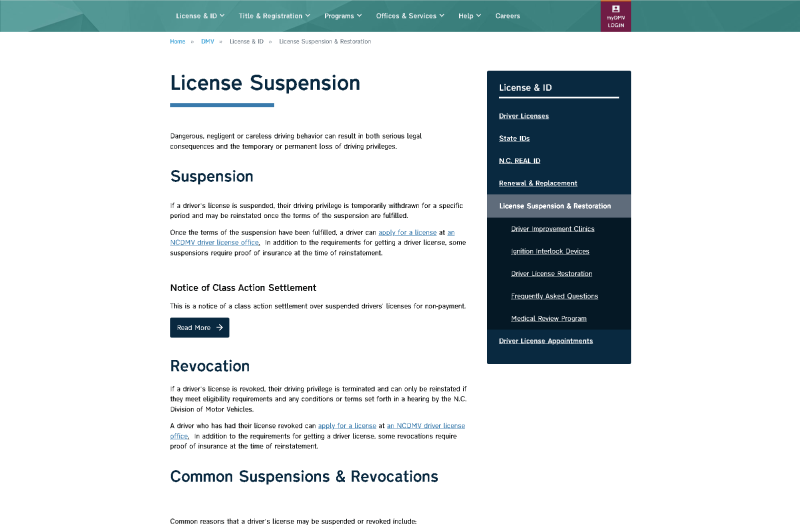 License & ID Title & Registration Programs Offices & Services Help Careers
myDMV
LOGIN
Home » DMV » License & ID » License Suspension & Restoration
License Suspension
Dangerous, negligent or careless driving behavior can result in both serious legal
consequences and the temporary or permanent loss of driving privileges.
Suspension
If a driver's license is suspended, their driving privilege is temporarily withdrawn for a specific
period and may be reinstated once the terms of the suspension are fulfilled.
Once the terms of the suspension have been fulfilled, a driver can apply for a license at an
NCDMV driver license office. In addition to the requirements for getting a driver license, some
suspensions require proof of insurance at the time of reinstatement.
Notice of Class Action Settlement
This is a notice of a class action settlement over suspended drivers' licenses for non-payment.
Read More
Revocation
If a driver's license is revoked, their driving privilege is terminated and can only be reinstated if
they meet eligibility requirements and any conditions or terms set forth in a hearing by the N.C.
Division of Motor Vehicles.
A driver who has had their license revoked can apply for a license at an NCDMV driver license
office. In addition to the requirements for getting a driver license, some revocations require
proof of insurance at the time of reinstatement.
Common Suspensions & Revocations
Common reasons that a driver's license may be suspended or revoked include:
License & ID
Driver Licenses
State IDs
N.C. REAL ID
Renewal & Replacement
License Suspension & Restoration
Driver Improvement Clinics
Ignition Interlock Devices
Driver License Restoration
Frequently Asked Questions
Medical Review Program
Driver License Appointments